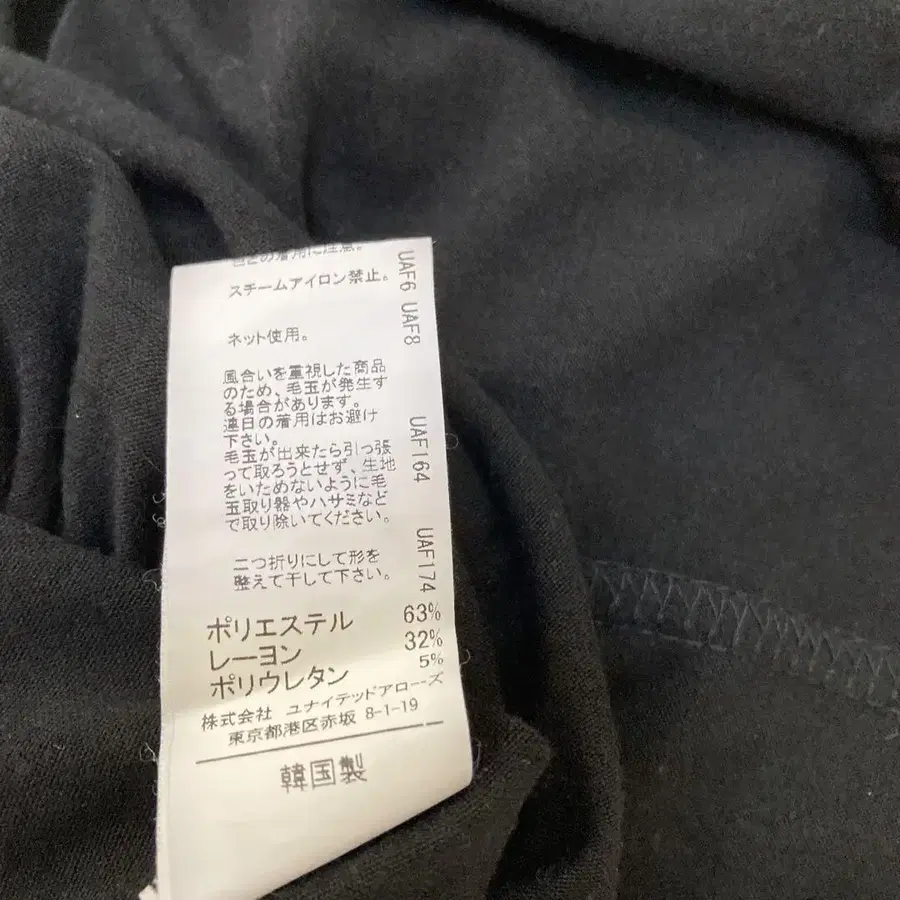 色との着用に注意。
スチームアイロン禁止。
ネット使用。
風合いを重視した商品
のため、毛玉が発生す
る場合があります。
連日の着用はお避け
下さい。
毛玉が出来たら引っ張
って取ろうとせず、生地
をいためないように毛
玉取り器やハサミなど
で取り除いてください。
二つ折りにして形を
整えて干して下さい。
UAF6 UAF8
UAF164
UAF174
ポリエステル 63%
レーヨン 32%
ポリウレタン 5%
株式会社 ユナイテッドアローズ
東京都港区赤坂 8-1-19
韓国製